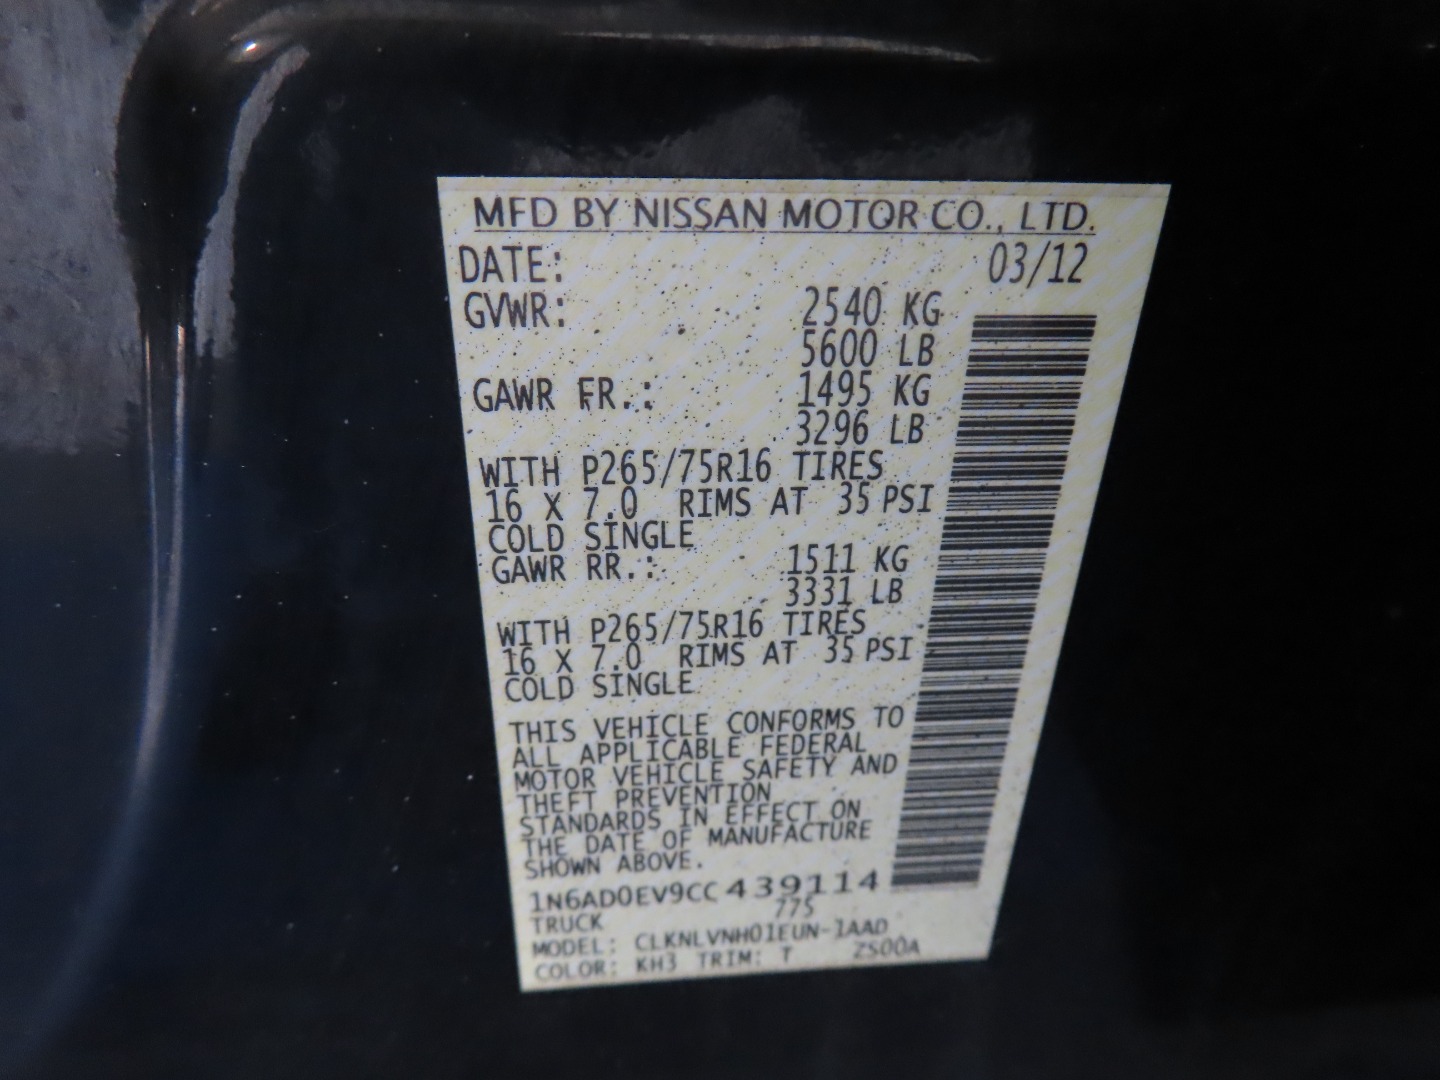 MFD BY NISSAN MOTOR CO., LTD.
DATE: 03/12
GVWR: 2540 KG
5600 LB
GAWR FR.: 1495 KG
3296 LB
WITH P265/75R16 TIRES
16 X 7.0 RIMS AT 35 PSI
COLD SINGLE
GAWR RR.: 1511 KG
3331 LB
WITH P265/75R16 TIRES
16 X 7.0 RIMS AT 35 PSI
COLD SINGLE
THIS VEHICLE CONFORMS TO
ALL APPLICABLE FEDERAL
MOTOR VEHICLE SAFETY AND
THEFT PREVENTION
STANDARDS IN EFFECT ON
THE DATE OF MANUFACTURE
SHOWN ABOVE.
1N6AD0EV9CC 439114
TRUCK 775
MODEL: CLKNLVNH01EUN-1AAD
COLOR: KH3 TRIM: T ZS00A